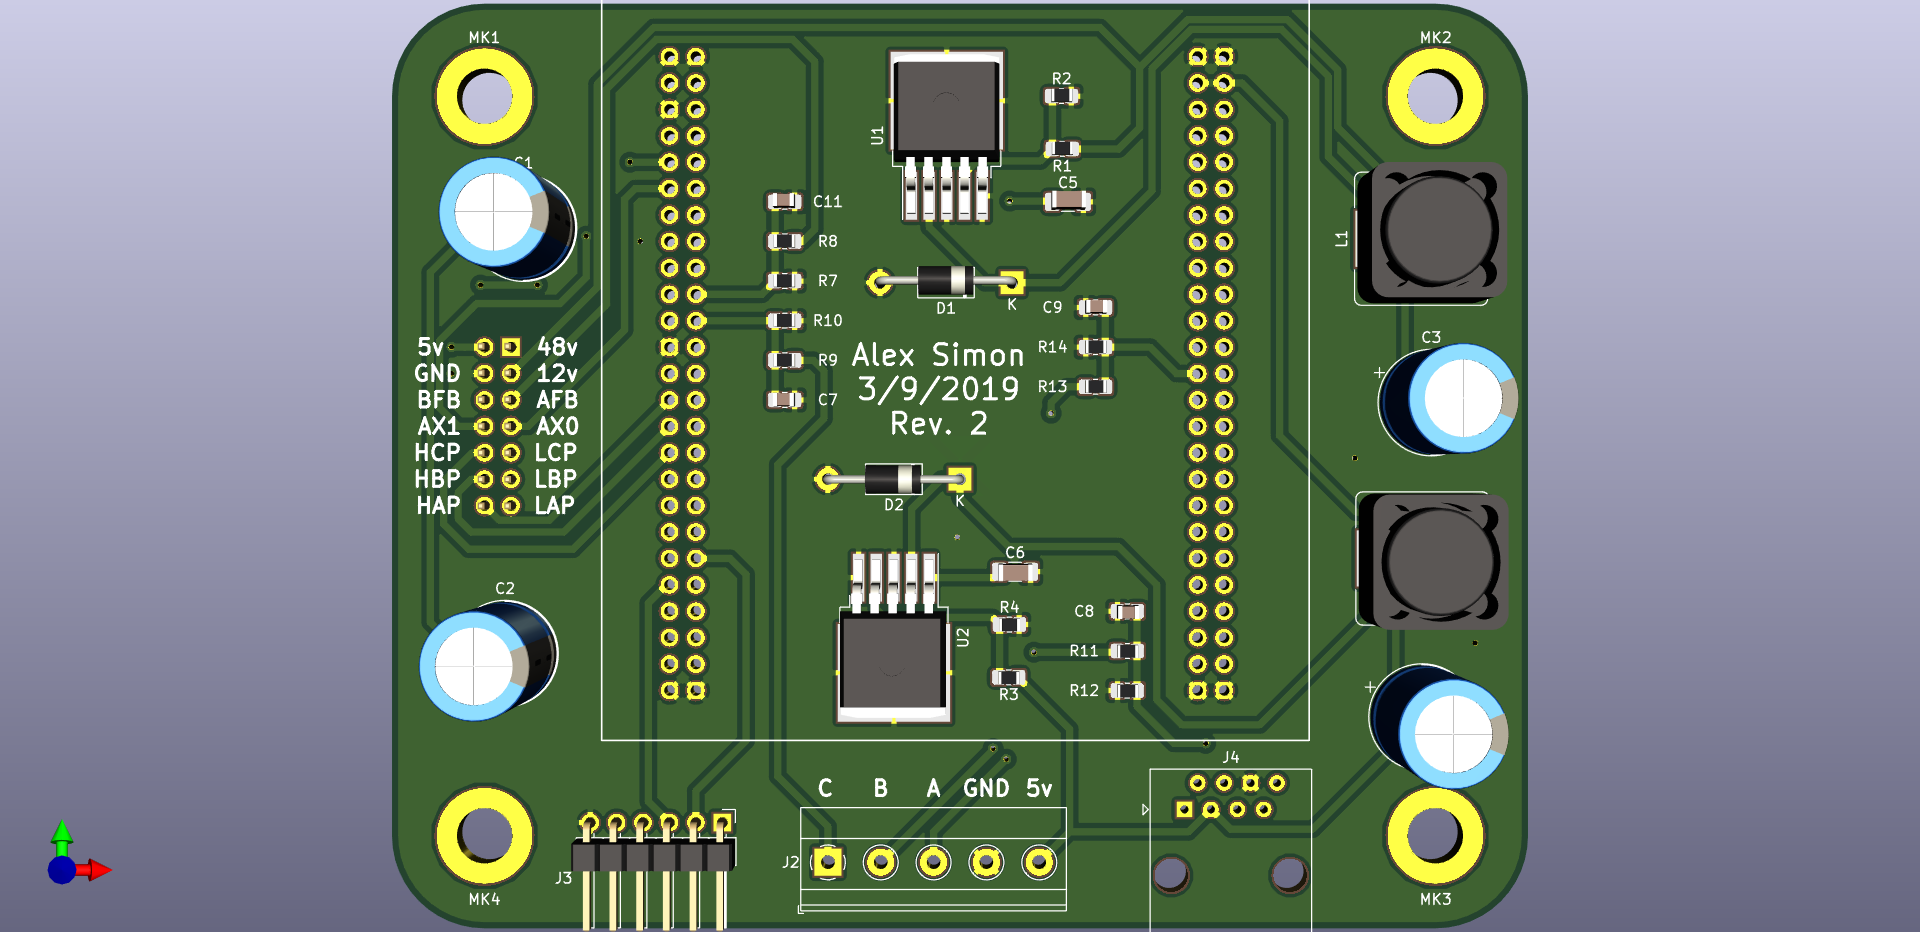 MK1
MK2
R2
U1
C1
R1
C5
C11
R8
L1
R7
D1
K
C9
R10
C3
5v 48v
R14
Alex Simon
R9
+
GND 12v
3/9/2019
R13
BFB AFB
C7
AX1 AX0
Rev. 2
HCP LCP
HBP LBP
HAP LAP
D2
K
C6
C2
R4
C8
U2
R11
+
R3
R12
J4
C B A GND 5v
J2
J3
MK4
MK3